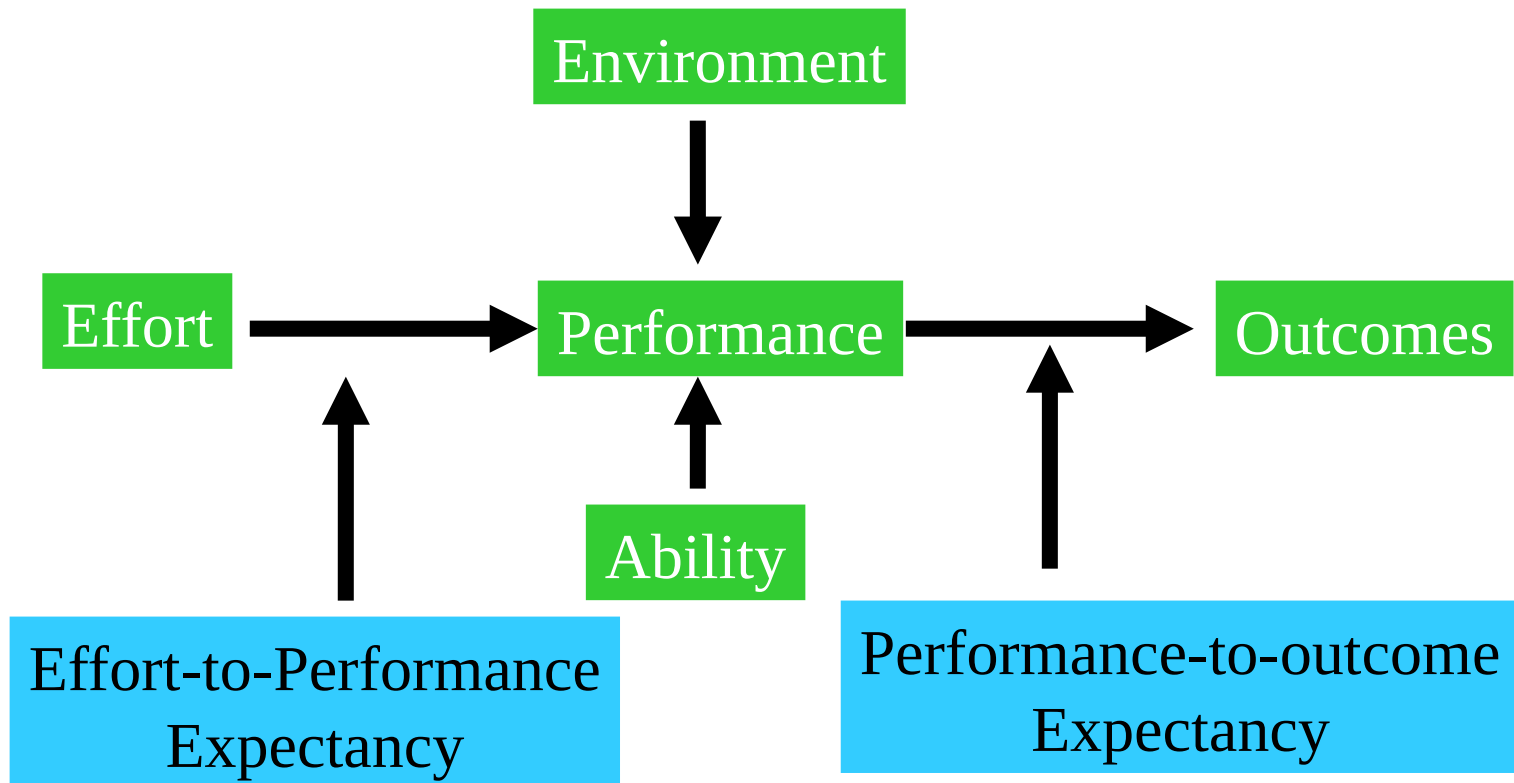 Environment
Effort
Performance
Outcomes
Ability
Effort-to-Performance
Expectancy
Performance-to-outcome
Expectancy